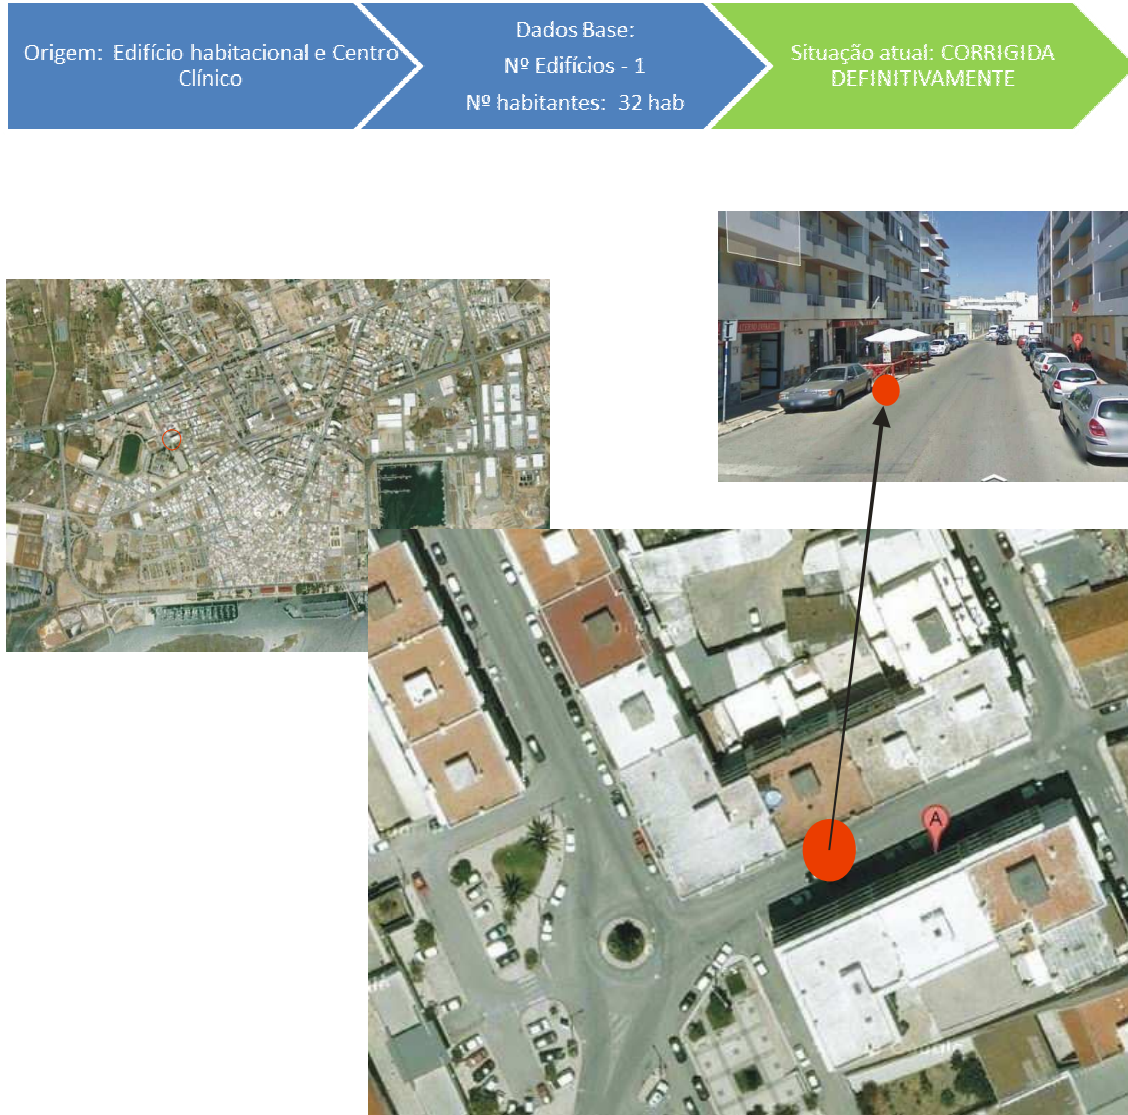 Origem: Edifício habitacional e Centro
Clínico
Dados Base:
Nº Edifícios - 1
Nº habitantes: 32 hab
Situação atual: CORRIGIDA
DEFINITIVAMENTE
A
A